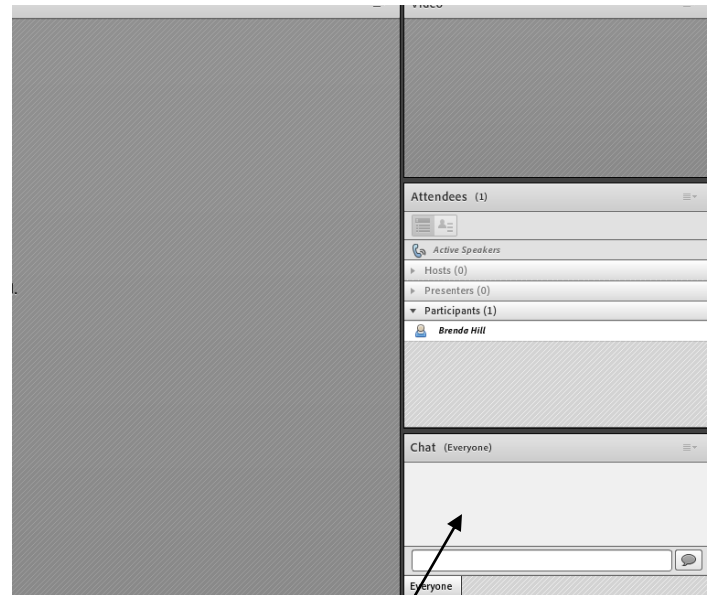 Video
Attendees (1)
Active Speakers
Hosts (0)
Presenters (0)
Participants (1)
Brenda Hill
Chat (Everyone)
Everyone